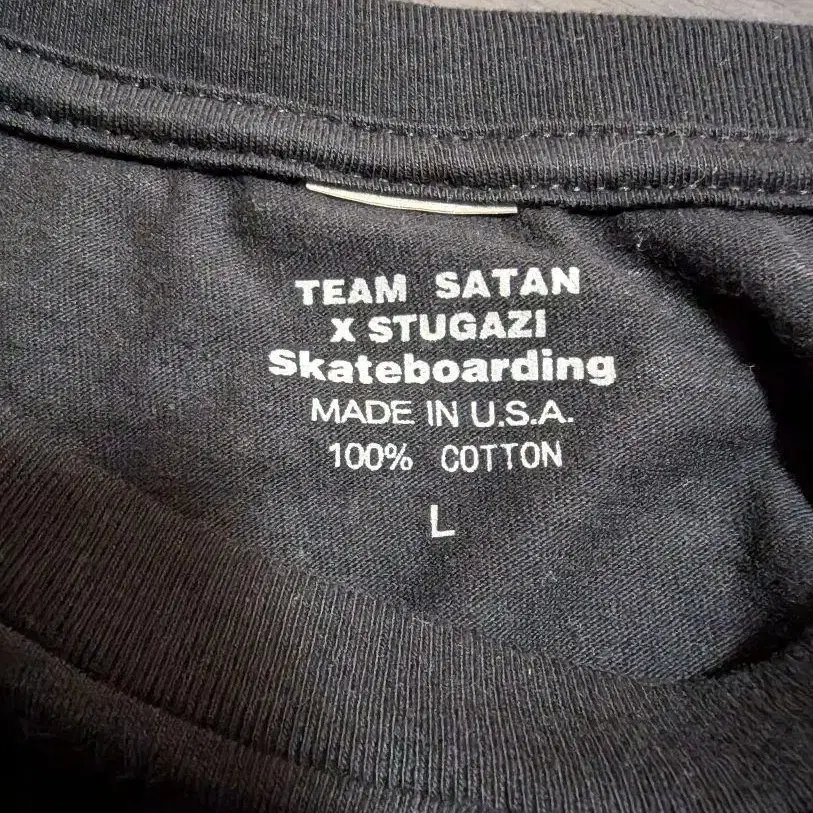 TEAM SATAN
X STUGAZI
Skateboarding
MADE IN U.S.A.
100% COTTON
L